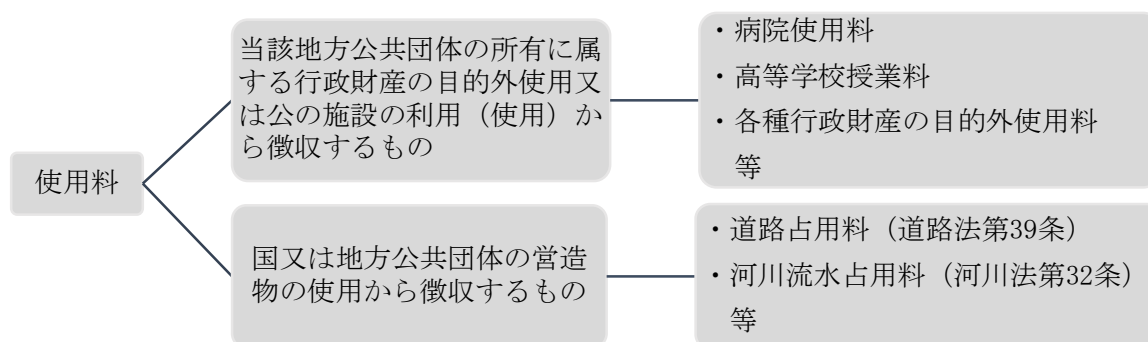 使用料
当該地方公共団体の所有に属
する行政財産の目的外使用又
は公の施設の利用（使用）か
ら徴収するもの
・病院使用料
・高等学校授業料
・各種行政財産の目的外使用料
等
国又は地方公共団体の営造
物の使用から徴収するもの
・道路占用料（道路法第39条）
・河川流水占用料（河川法第32条）
等